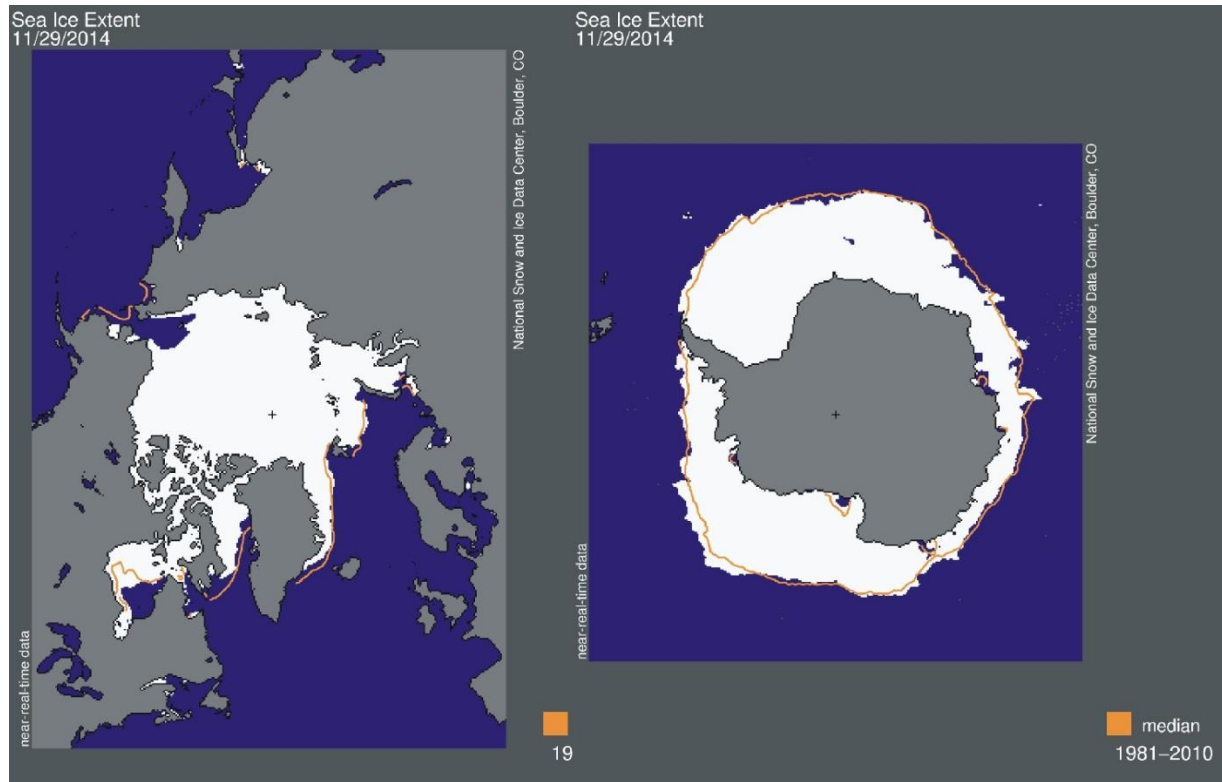 Sea Ice Extent
11/29/2014
National Snow and Ice Data Center, Boulder, CO
near-real-time data
19
Sea Ice Extent
11/29/2014
National Snow and Ice Data Center, Boulder, CO
near-real-time data
median
1981–2010